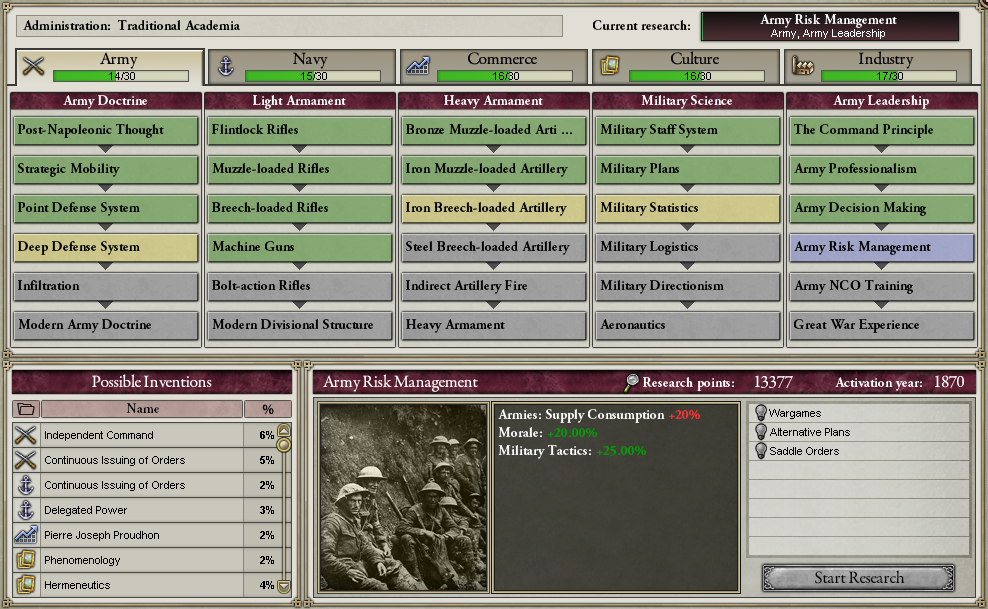 Administration: Traditional Academia
Current research:
Army Risk Management
Army, Army Leadership
Army
14/30
Navy
15/30
Commerce
16/30
Culture
16/30
Industry
17/30
Army Doctrine
Light Armament
Heavy Armament
Military Science
Army Leadership
Post-Napoleonic Thought
Flintlock Rifles
Bronze Muzzle-loaded Arti ...
Military Staff System
The Command Principle
Strategic Mobility
Muzzle-loaded Rifles
Iron Muzzle-loaded Artillery
Military Plans
Army Professionalism
Point Defense System
Breech-loaded Rifles
Iron Breech-loaded Artillery
Military Statistics
Army Decision Making
Deep Defense System
Machine Guns
Steel Breech-loaded Artillery
Military Logistics
Army Risk Management
Infiltration
Bolt-action Rifles
Indirect Artillery Fire
Military Directionism
Army NCO Training
Modern Army Doctrine
Modern Divisional Structure
Heavy Armament
Aeronautics
Great War Experience
Possible Inventions
Name %
Independent Command 6%
Continuous Issuing of Orders 5%
Continuous Issuing of Orders 2%
Delegated Power 3%
Pierre Joseph Proudhon 2%
Phenomenology 2%
Hermeneutics 4%
Army Risk Management
Research points: 13377
Activation year: 1870
Armies: Supply Consumption +20%
Morale: +20.00%
Military Tactics: +25.00%
Wargames
Alternative Plans
Saddle Orders
Start Research